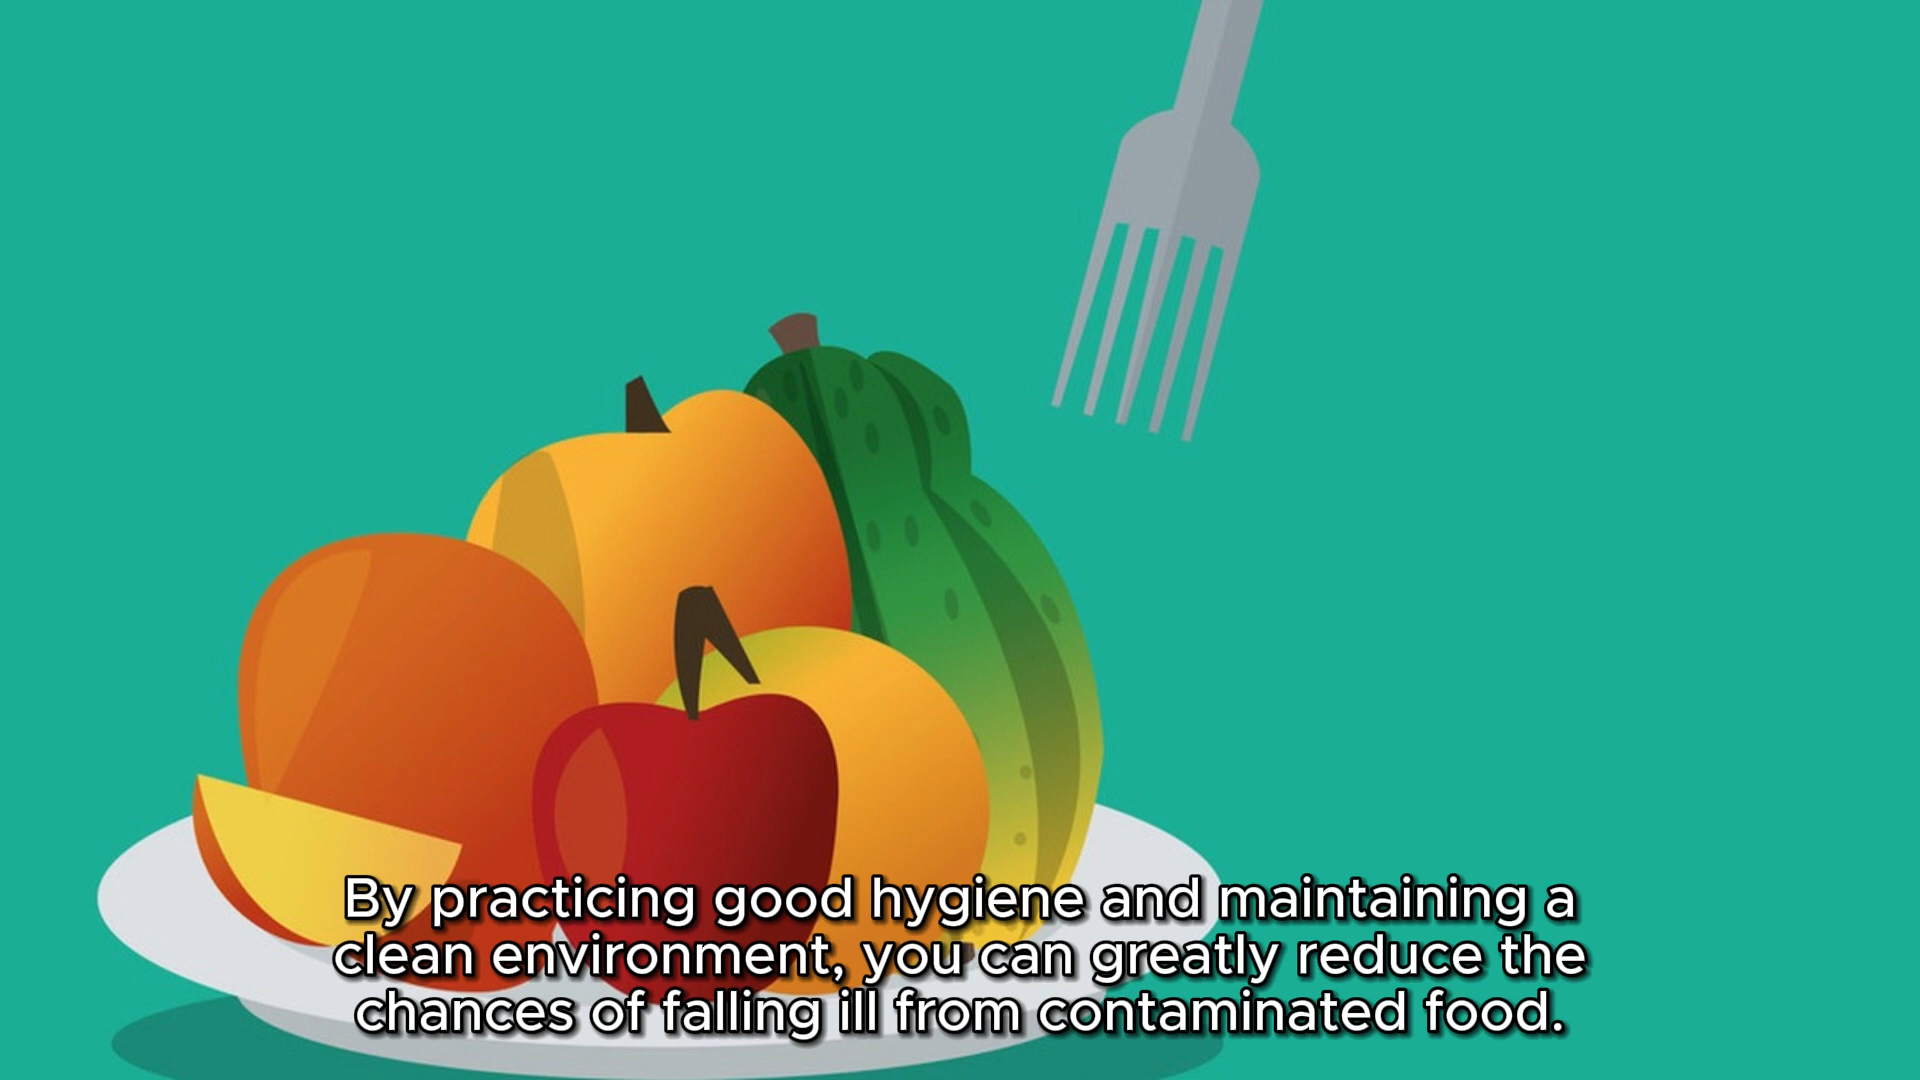 By practicing good hygiene and maintaining a
clean environment, you can greatly reduce the
chances of falling ill from contaminated food.